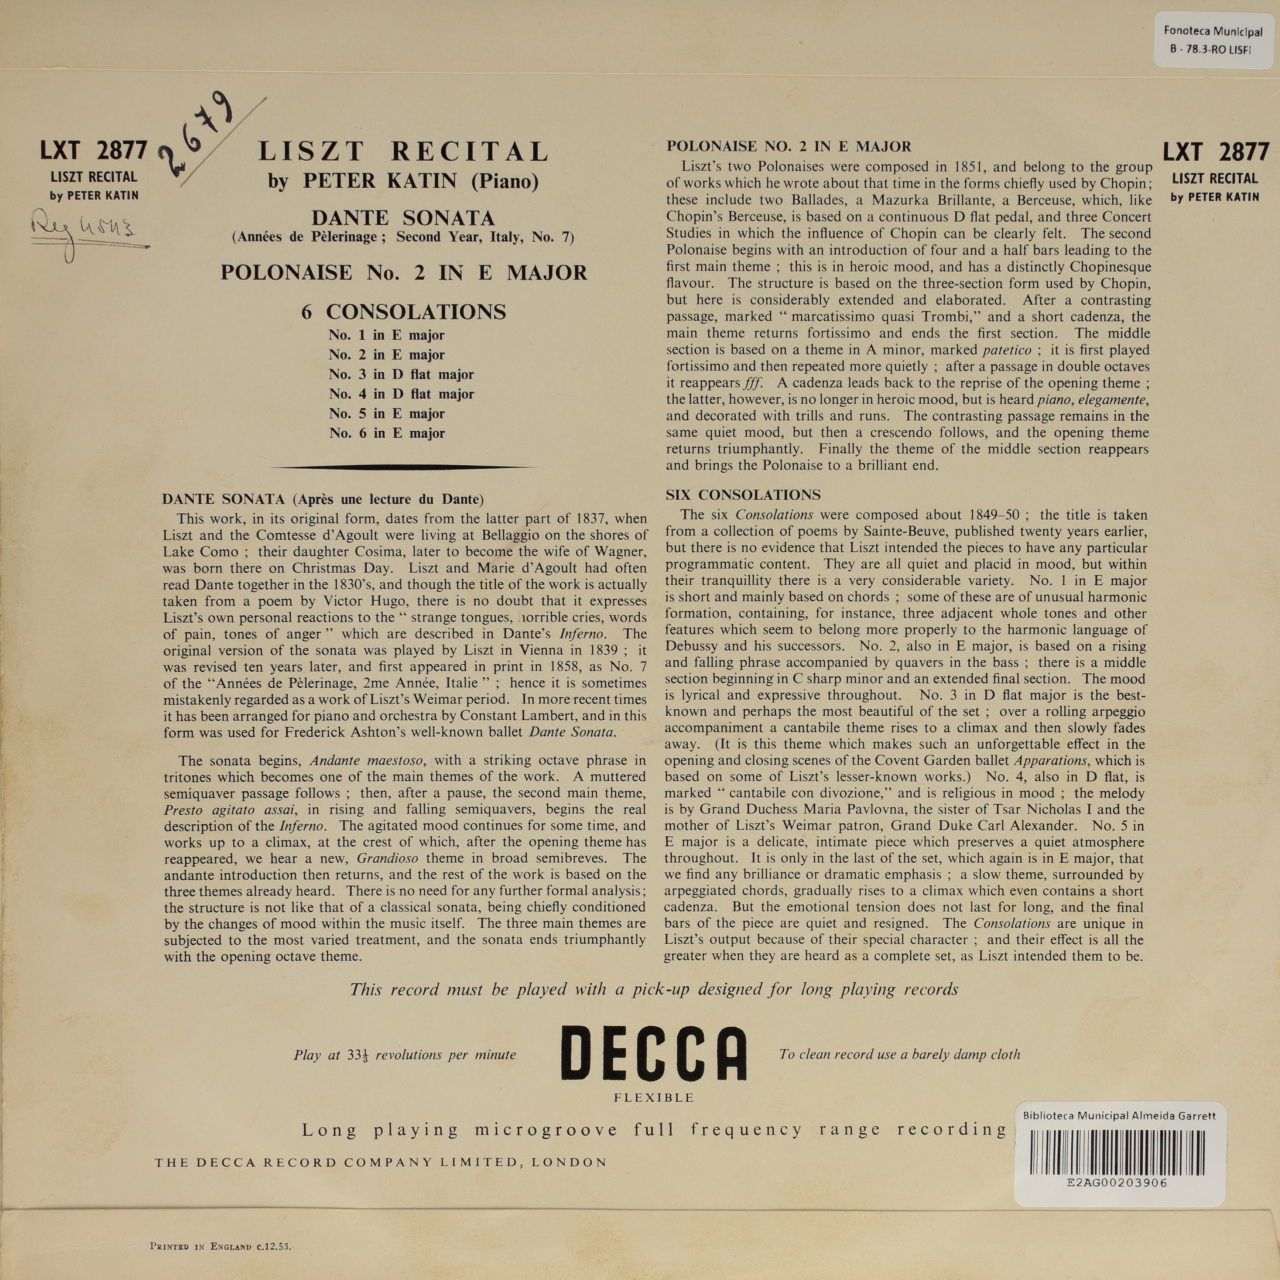 Fonoteca Municipal
B - 78.3-RO LISF
2679
LXT 2877
LISZT RECITAL
by PETER KATIN
LISZT RECITAL
by PETER KATIN (Piano)
DANTE SONATA
(Années de Pèlerinage ; Second Year, Italy, No. 7)
POLONAISE No. 2 IN E MAJOR
6 CONSOLATIONS
No. 1 in E major
No. 2 in E major
No. 3 in D flat major
No. 4 in D flat major
No. 5 in E major
No. 6 in E major
DANTE SONATA (Après une lecture du Dante)
This work, in its original form, dates from the latter part of 1837, when
Liszt and the Comtesse d'Agoult were living at Bellaggio on the shores of
Lake Como ; their daughter Cosima, later to become the wife of Wagner,
was born there on Christmas Day. Liszt and Marie d'Agoult had often
read Dante together in the 1830's, and though the title of the work is actually
taken from a poem by Victor Hugo, there is no doubt that it expresses
Liszt's own personal reactions to the " strange tongues, horrible cries, words
of pain, tones of anger " which are described in Dante's Inferno. The
original version of the sonata was played by Liszt in Vienna in 1839 ; it
was revised ten years later, and first appeared in print in 1858, as No. 7
of the "Années de Pèlerinage, 2me Année, Italie " ; hence it is sometimes
mistakenly regarded as a work of Liszt's Weimar period. In more recent times
it has been arranged for piano and orchestra by Constant Lambert, and in this
form was used for Frederick Ashton's well-known ballet Dante Sonata.
The sonata begins, Andante maestoso, with a striking octave phrase in
tritones which becomes one of the main themes of the work. A muttered
semiquaver passage follows ; then, after a pause, the second main theme,
Presto agitato assai, in rising and falling semiquavers, begins the real
description of the Inferno. The agitated mood continues for some time, and
works up to a climax, at the crest of which, after the opening theme has
reappeared, we hear a new, Grandioso theme in broad semibreves. The
andante introduction then returns, and the rest of the work is based on the
three themes already heard. There is no need for any further formal analysis;
the structure is not like that of a classical sonata, being chiefly conditioned
by the changes of mood within the music itself. The three main themes are
subjected to the most varied treatment, and the sonata ends triumphantly
with the opening octave theme.
POLONAISE NO. 2 IN E MAJOR
Liszt's two Polonaises were composed in 1851, and belong to the group
of works which he wrote about that time in the forms chiefly used by Chopin;
these include two Ballades, a Mazurka Brillante, a Berceuse, which, like
Chopin's Berceuse, is based on a continuous D flat pedal, and three Concert
Studies in which the influence of Chopin can be clearly felt. The second
Polonaise begins with an introduction of four and a half bars leading to the
first main theme ; this is in heroic mood, and has a distinctly Chopinesque
flavour. The structure is based on the three-section form used by Chopin,
but here is considerably extended and elaborated. After a contrasting
passage, marked " marcatissimo quasi Trombi," and a short cadenza, the
main theme returns fortissimo and ends the first section. The middle
section is based on a theme in A minor, marked patetico ; it is first played
fortissimo and then repeated more quietly ; after a passage in double octaves
it reappears fff. A cadenza leads back to the reprise of the opening theme ;
the latter, however, is no longer in heroic mood, but is heard piano, elegamente,
and decorated with trills and runs. The contrasting passage remains in the
same quiet mood, but then a crescendo follows, and the opening theme
returns triumphantly. Finally the theme of the middle section reappears
and brings the Polonaise to a brilliant end.
SIX CONSOLATIONS
The six Consolations were composed about 1849–50 ; the title is taken
from a collection of poems by Sainte-Beuve, published twenty years earlier,
but there is no evidence that Liszt intended the pieces to have any particular
programmatic content. They are all quiet and placid in mood, but within
their tranquillity there is a very considerable variety. No. 1 in E major
is short and mainly based on chords ; some of these are of unusual harmonic
formation, containing, for instance, three adjacent whole tones and other
features which seem to belong more properly to the harmonic language of
Debussy and his successors. No. 2, also in E major, is based on a rising
and falling phrase accompanied by quavers in the bass ; there is a middle
section beginning in C sharp minor and an extended final section. The mood
is lyrical and expressive throughout. No. 3 in D flat major is the best-
known and perhaps the most beautiful of the set ; over a rolling arpeggio
accompaniment a cantabile theme rises to a climax and then slowly fades
away. (It is this theme which makes such an unforgettable effect in the
opening and closing scenes of the Covent Garden ballet Apparations, which is
based on some of Liszt's lesser-known works.) No. 4, also in D flat, is
marked " cantabile con divozione," and is religious in mood ; the melody
is by Grand Duchess Maria Pavlovna, the sister of Tsar Nicholas I and the
mother of Liszt's Weimar patron, Grand Duke Carl Alexander. No. 5 in
E major is a delicate, intimate piece which preserves a quiet atmosphere
throughout. It is only in the last of the set, which again is in E major, that
we find any brilliance or dramatic emphasis ; a slow theme, surrounded by
arpeggiated chords, gradually rises to a climax which even contains a short
cadenza. But the emotional tension does not last for long, and the final
bars of the piece are quiet and resigned. The Consolations are unique in
Liszt's output because of their special character ; and their effect is all the
greater when they are heard as a complete set, as Liszt intended them to be.
LXT 2877
LISZT RECITAL
by PETER KATIN
This record must be played with a pick-up designed for long playing records
Play at 33⅓ revolutions per minute
DECCA
To clean record use a barely damp cloth
FLEXIBLE
Long playing microgroove full frequency range recording
THE DECCA RECORD COMPANY LIMITED, LONDON
Biblioteca Municipal Almeida Garrett
E2AG00203906
PRINTED IN ENGLAND c.12.53.